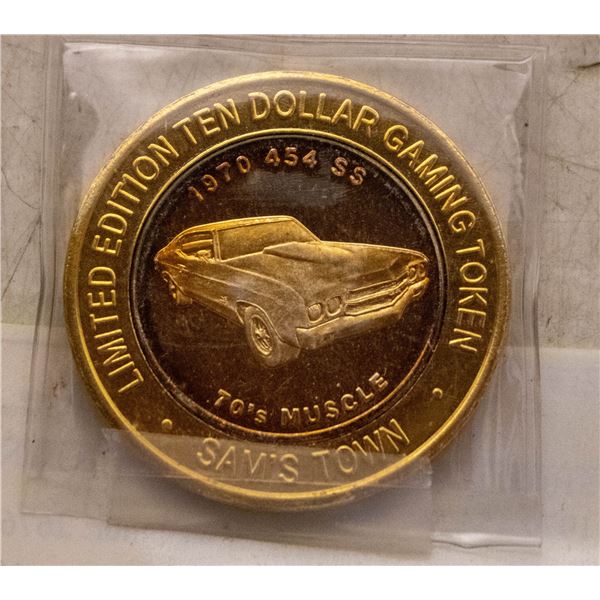 LIMITED EDITION TEN DOLLAR GAMING TOKEN
1970 454 SS
70's MUSCLE
• SAM'S TOWN •